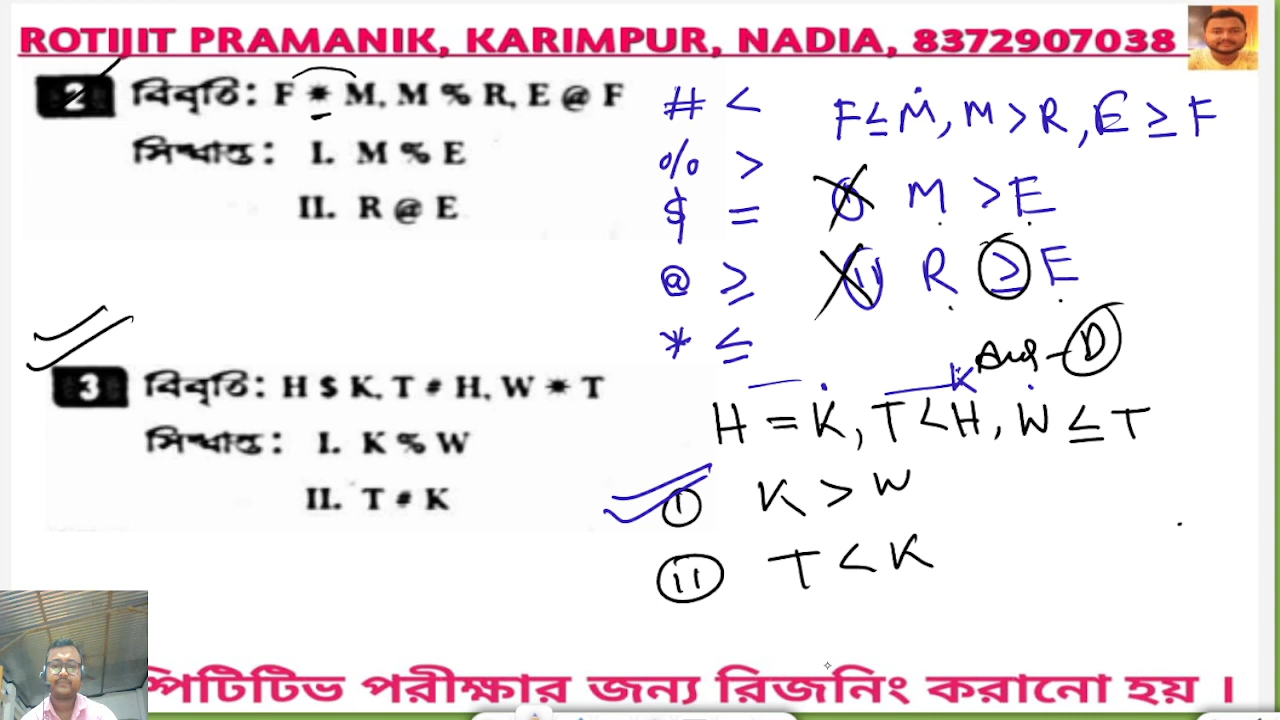 ROTIJIT PRAMANIK, KARIMPUR, NADIA, 8372907038
2 বিবৃতি: F * M, M % R, E @ F
সিদ্ধান্ত: I. M % E
II. R @ E
# <
% >
$ =
@ ≥
* ≤
F ≤ M, M > R, E ≥ F
I M > E
II R ≥ E
Ans - D
3 বিবৃতি: H $ K, T # H, W * T
সিদ্ধান্ত: I. K % W
II. T # K
K
H = K, T < H, W ≤ T
I K > W
II T < K
ম্পিটিটিভ পরীক্ষার জন্য রিজনিং করানো হয় ।